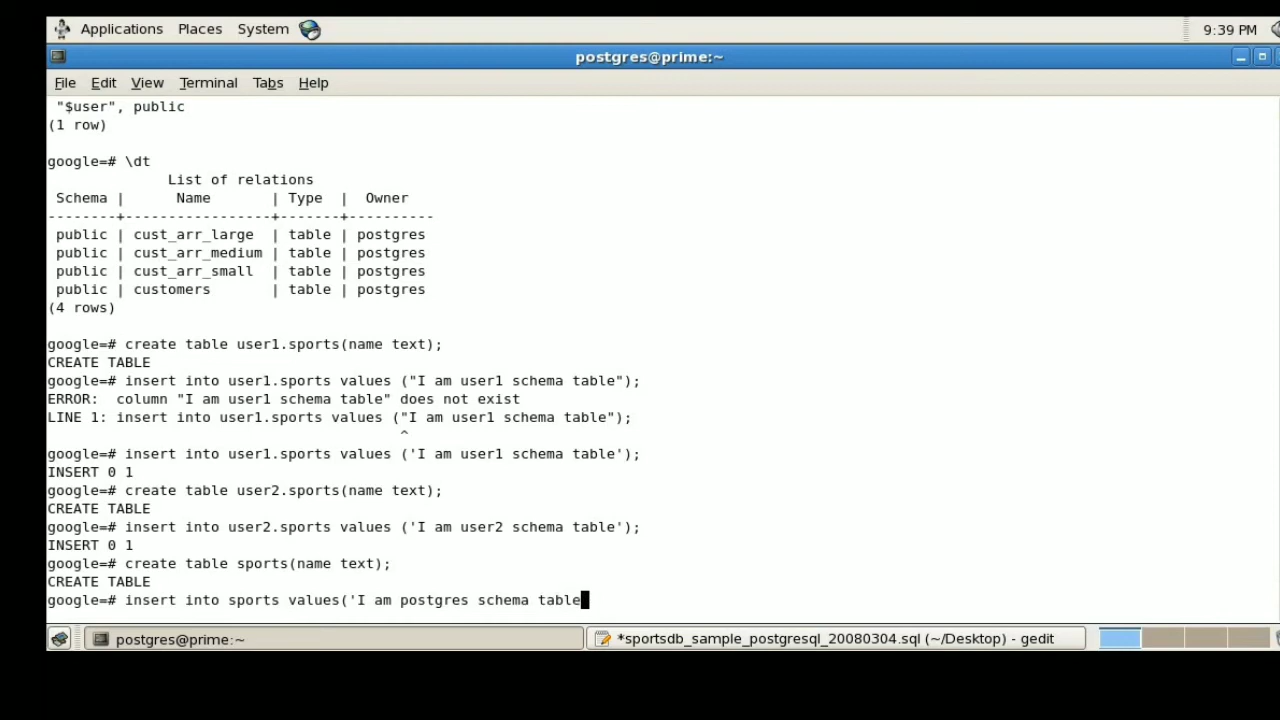 Applications Places System 9:39 PM
postgres@prime:~
File Edit View Terminal Tabs Help
"$user", public
(1 row)
google=# \dt
List of relations
Schema | Name | Type | Owner
--------+-----------------+-------+----------
public | cust_arr_large | table | postgres
public | cust_arr_medium | table | postgres
public | cust_arr_small | table | postgres
public | customers | table | postgres
(4 rows)
google=# create table user1.sports(name text);
CREATE TABLE
google=# insert into user1.sports values ("I am user1 schema table");
ERROR:  column "I am user1 schema table" does not exist
LINE 1: insert into user1.sports values ("I am user1 schema table");
^
google=# insert into user1.sports values ('I am user1 schema table');
INSERT 0 1
google=# create table user2.sports(name text);
CREATE TABLE
google=# insert into user2.sports values ('I am user2 schema table');
INSERT 0 1
google=# create table sports(name text);
CREATE TABLE
google=# insert into sports values('I am postgres schema table
postgres@prime:~ *sportsdb_sample_postgresql_20080304.sql (~/Desktop) - gedit